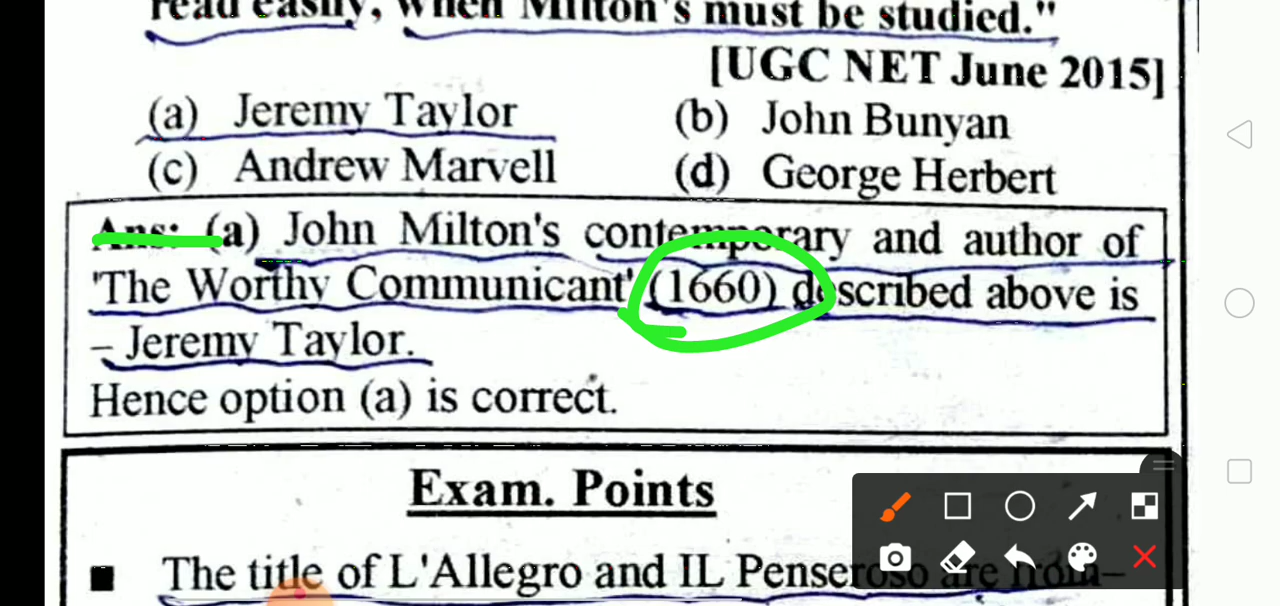 read easily, when Milton's must be studied."
[UGC NET June 2015]
(a) Jeremy Taylor (b) John Bunyan
(c) Andrew Marvell (d) George Herbert
Ans: (a) John Milton's contemporary and author of
'The Worthy Communicant' (1660) described above is
– Jeremy Taylor.
Hence option (a) is correct.
Exam. Points
■ The title of L'Allegro and IL Penseroso are from–